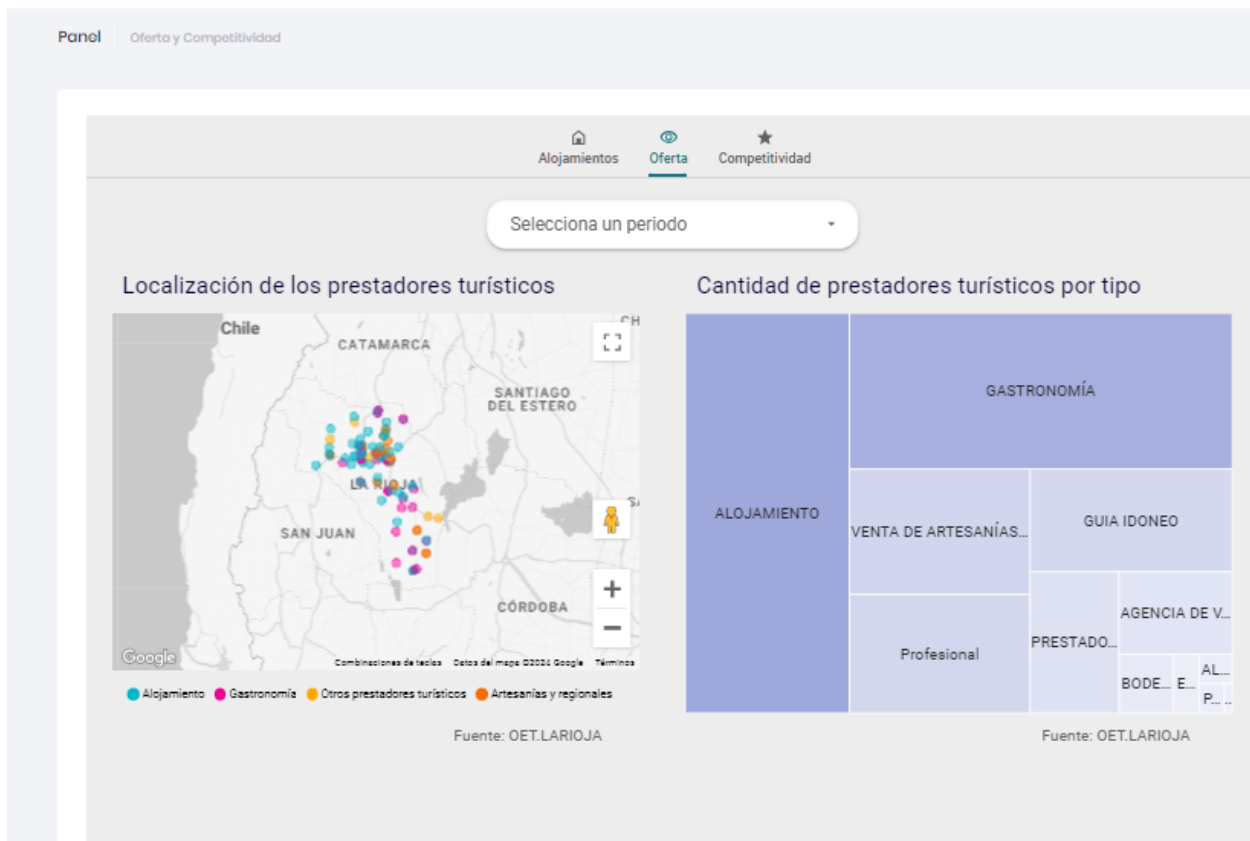 Panel Oferta y Competitividad
Alojamientos Oferta Competitividad
Selecciona un periodo
Localización de los prestadores turísticos
Chile
CH
CATAMARCA
SANTIAGO
DEL ESTERO
LA RIOJA
SAN JUAN
CÓRDOBA
Google
Combinaciones de teclas Datos del mapa ©2024 Google Términos
Alojamiento Gastronomía Otros prestadores turísticos Artesanías y regionales
Fuente: OET.LARIOJA
Cantidad de prestadores turísticos por tipo
ALOJAMIENTO
GASTRONOMÍA
VENTA DE ARTESANÍAS...
GUIA IDONEO
Profesional
PRESTADO...
AGENCIA DE V...
BODE...
E...
AL...
P...
..
Fuente: OET.LARIOJA